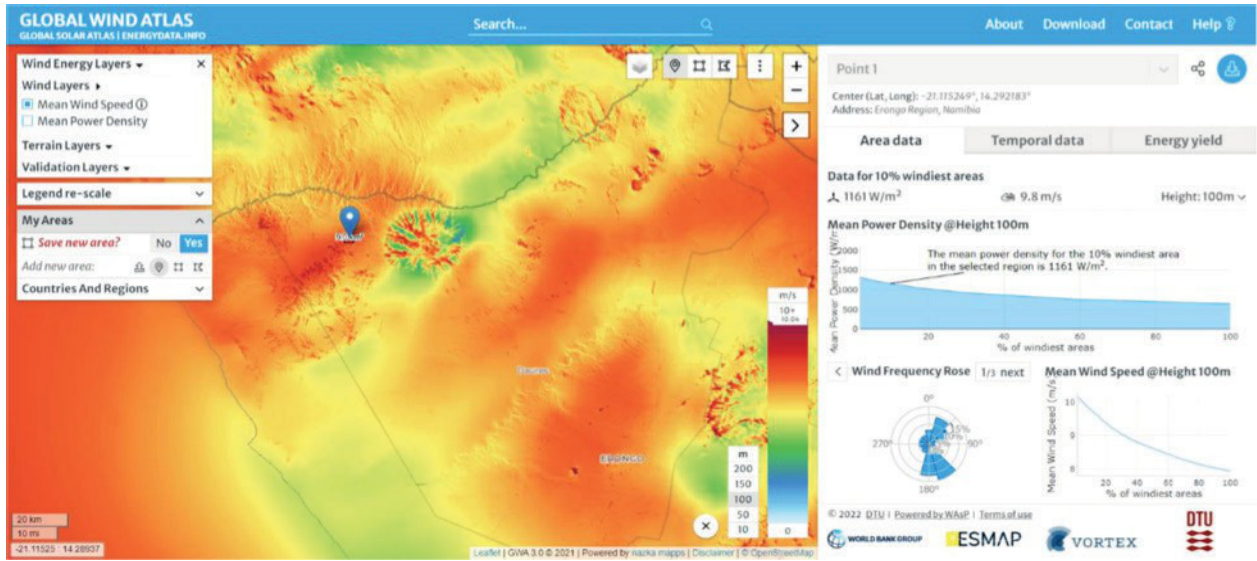 GLOBAL WIND ATLAS
GLOBAL SOLAR ATLAS | ENERGYDATA.INFO
Search...
About Download Contact Help
Wind Energy Layers
Wind Layers
Mean Wind Speed
Mean Power Density
Terrain Layers
Validation Layers
Legend re-scale
My Areas
Save new area? No Yes
Add new area:
Countries And Regions
20 km
10 mi
-21.11525 : 14.28937
ERONGO
m/s
10+
10.04
0
m
200
150
100
50
10
Leaflet | GWA 3.0 © 2021 | Powered by nazka mapps | Disclaimer | © OpenStreetMap
Point 1
Center (Lat, Long): -21.115249°, 14.292183°
Address: Erongo Region, Namibia
Area data Temporal data Energy yield
Data for 10% windiest areas
1161 W/m² 9.8 m/s Height: 100m
Mean Power Density @Height 100m
Mean Power Density (W/m
2000
1500
1000
500
0
The mean power density for the 10% windiest area
in the selected region is 1161 W/m².
20 40 60 80 100
% of windiest areas
Wind Frequency Rose 1/3 next
0°
270° 90°
180°
15%
Mean Wind Speed @Height 100m
Mean Wind Speed (m/s
10
9
8
20 40 60 80 100
% of windiest areas
© 2022 DTU | Powered by WAsP | Terms of use
WORLD BANK GROUP
ESMAP
VORTEX
DTU